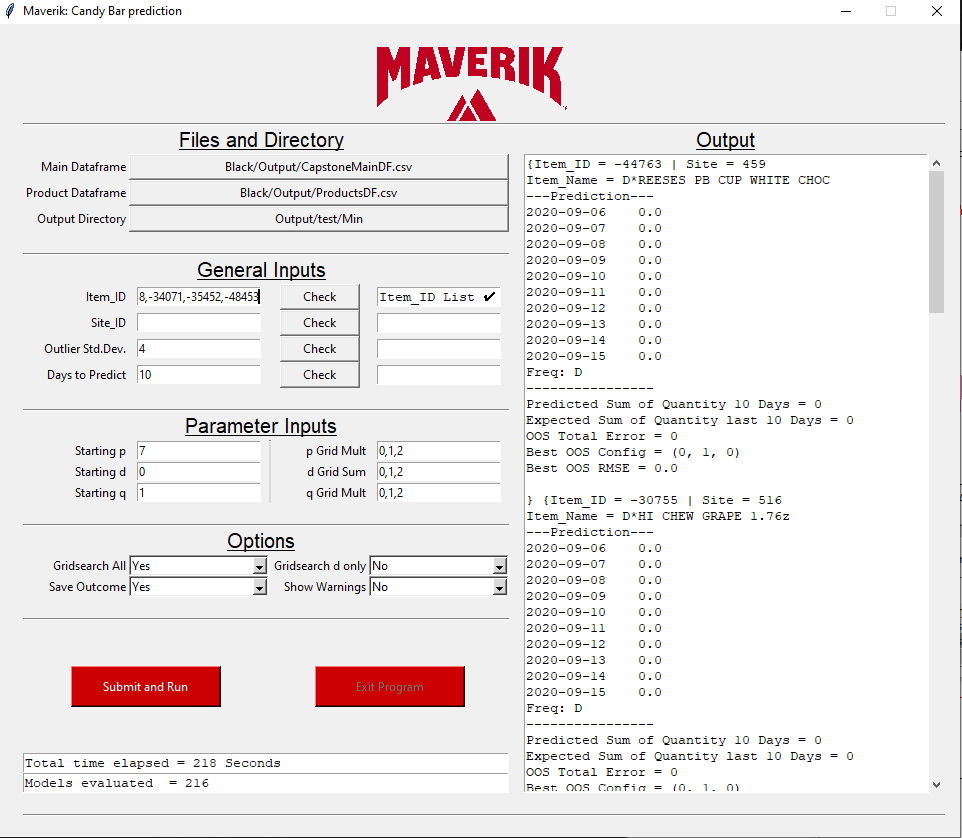 Maverik: Candy Bar prediction
MAVERIK
Files and Directory
Main Dataframe Black/Output/CapstoneMainDF.csv
Product Dataframe Black/Output/ProductsDF.csv
Output Directory Output/test/Min
General Inputs
Item_ID 8,-34071,-35452,-48453 Check Item_ID List ✔
Site_ID Check
Outlier Std.Dev. 4 Check
Days to Predict 10 Check
Parameter Inputs
Starting p 7 p Grid Mult 0,1,2
Starting d 0 d Grid Sum 0,1,2
Starting q 1 q Grid Mult 0,1,2
Options
Gridsearch All Yes Gridsearch d only No
Save Outcome Yes Show Warnings No
Submit and Run Exit Program
Total time elapsed = 218 Seconds
Models evaluated  = 216
Output
{Item_ID = -44763 | Site = 459
Item_Name = D*REESES PB CUP WHITE CHOC
---Prediction---
2020-09-06    0.0
2020-09-07    0.0
2020-09-08    0.0
2020-09-09    0.0
2020-09-10    0.0
2020-09-11    0.0
2020-09-12    0.0
2020-09-13    0.0
2020-09-14    0.0
2020-09-15    0.0
Freq: D
----------------
Predicted Sum of Quantity 10 Days = 0
Expected Sum of Quantity last 10 Days = 0
OOS Total Error = 0
Best OOS Config = (0, 1, 0)
Best OOS RMSE = 0.0
} {Item_ID = -30755 | Site = 516
Item_Name = D*HI CHEW GRAPE 1.76z
---Prediction---
2020-09-06    0.0
2020-09-07    0.0
2020-09-08    0.0
2020-09-09    0.0
2020-09-10    0.0
2020-09-11    0.0
2020-09-12    0.0
2020-09-13    0.0
2020-09-14    0.0
2020-09-15    0.0
Freq: D
----------------
Predicted Sum of Quantity 10 Days = 0
Expected Sum of Quantity last 10 Days = 0
OOS Total Error = 0
Best OOS Config = (0, 1, 0)